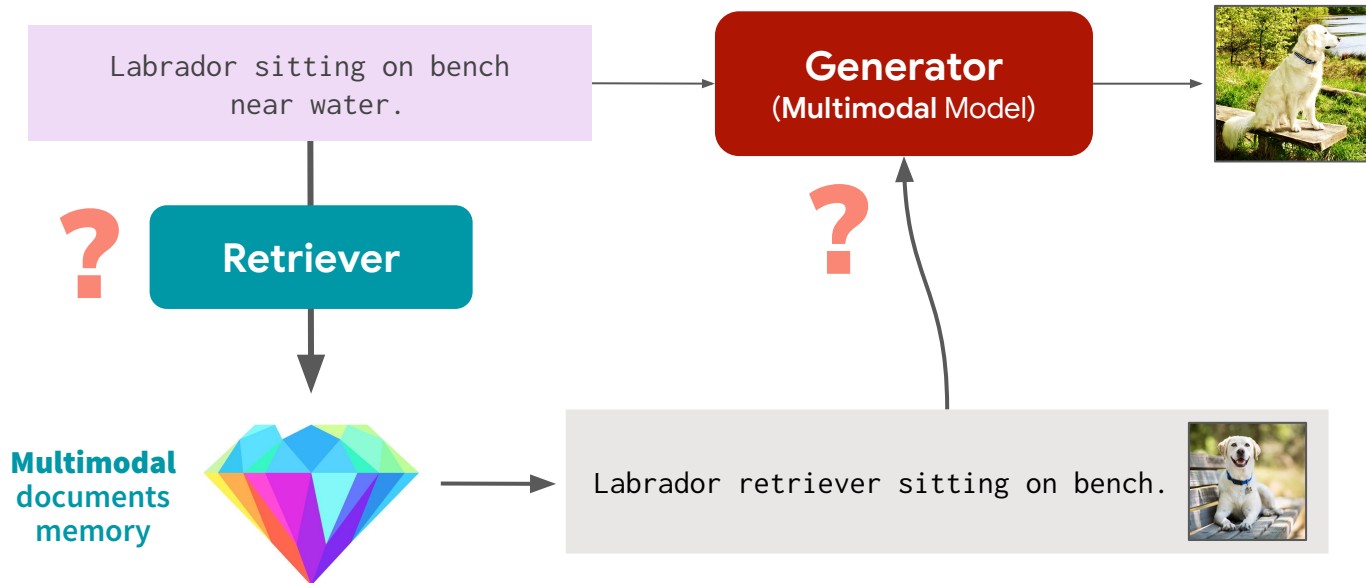 Labrador sitting on bench
near water.
Generator
(Multimodal Model)
?
Retriever
?
Multimodal
documents
memory
Labrador retriever sitting on bench.